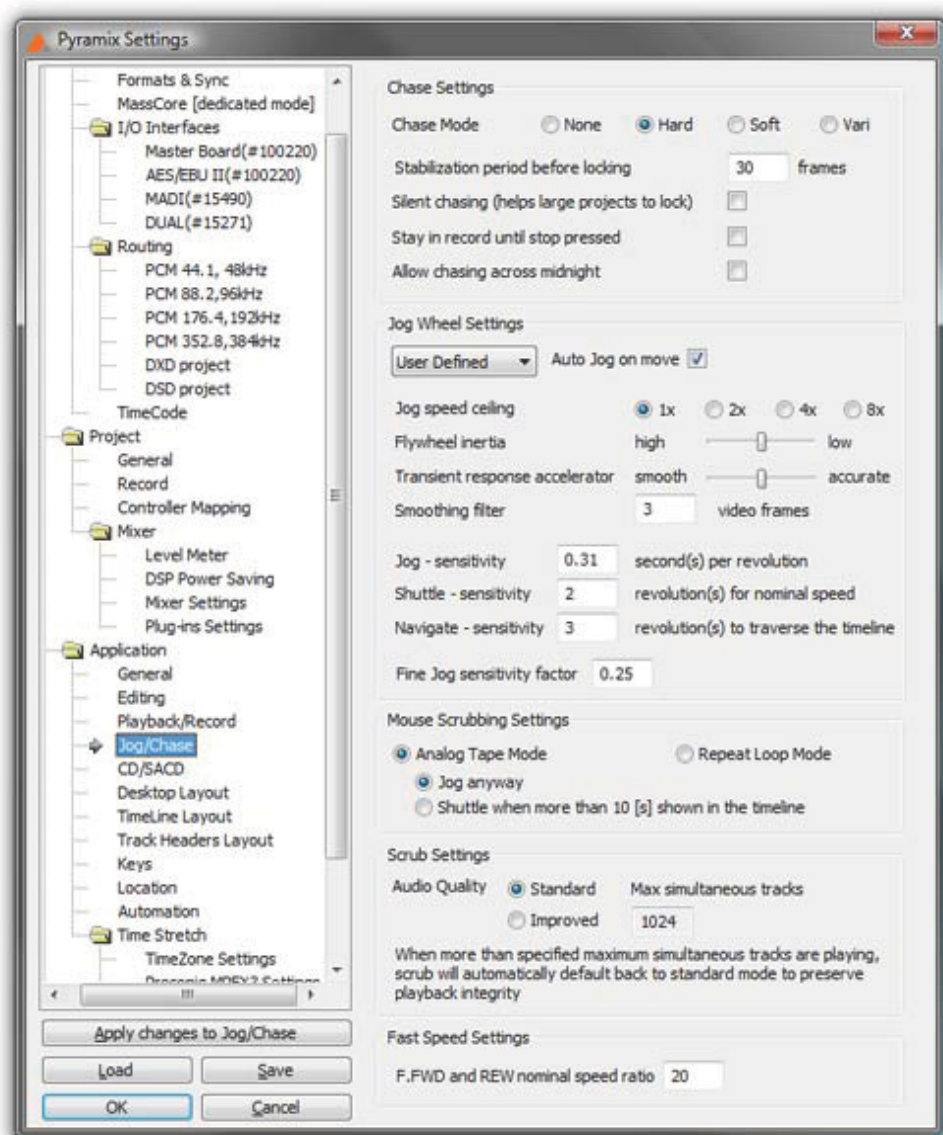 Pyramix Settings
Formats & Sync
MassCore [dedicated mode]
I/O Interfaces
Master Board(#100220)
AES/EBU II(#100220)
MADI(#15490)
DUAL(#15271)
Routing
PCM 44.1, 48kHz
PCM 88.2,96kHz
PCM 176.4,192kHz
PCM 352.8,384kHz
DXD project
DSD project
TimeCode
Project
General
Record
Controller Mapping
Mixer
Level Meter
DSP Power Saving
Mixer Settings
Plug-ins Settings
Application
General
Editing
Playback/Record
Jog/Chase
CD/SACD
Desktop Layout
TimeLine Layout
Track Headers Layout
Keys
Location
Automation
Time Stretch
TimeZone Settings
Apply changes to Jog/Chase
Load Save
OK Cancel
Chase Settings
Chase Mode None Hard Soft Vari
Stabilization period before locking 30 frames
Silent chasing (helps large projects to lock)
Stay in record until stop pressed
Allow chasing across midnight
Jog Wheel Settings
User Defined Auto Jog on move
Jog speed ceiling 1x 2x 4x 8x
Flywheel inertia high low
Transient response accelerator smooth accurate
Smoothing filter 3 video frames
Jog - sensitivity 0.31 second(s) per revolution
Shuttle - sensitivity 2 revolution(s) for nominal speed
Navigate - sensitivity 3 revolution(s) to traverse the timeline
Fine Jog sensitivity factor 0.25
Mouse Scrubbing Settings
Analog Tape Mode Repeat Loop Mode
Jog anyway
Shuttle when more than 10 [s] shown in the timeline
Scrub Settings
Audio Quality Standard Max simultaneous tracks
Improved 1024
When more than specified maximum simultaneous tracks are playing,
scrub will automatically default back to standard mode to preserve
playback integrity
Fast Speed Settings
F.FWD and REW nominal speed ratio 20